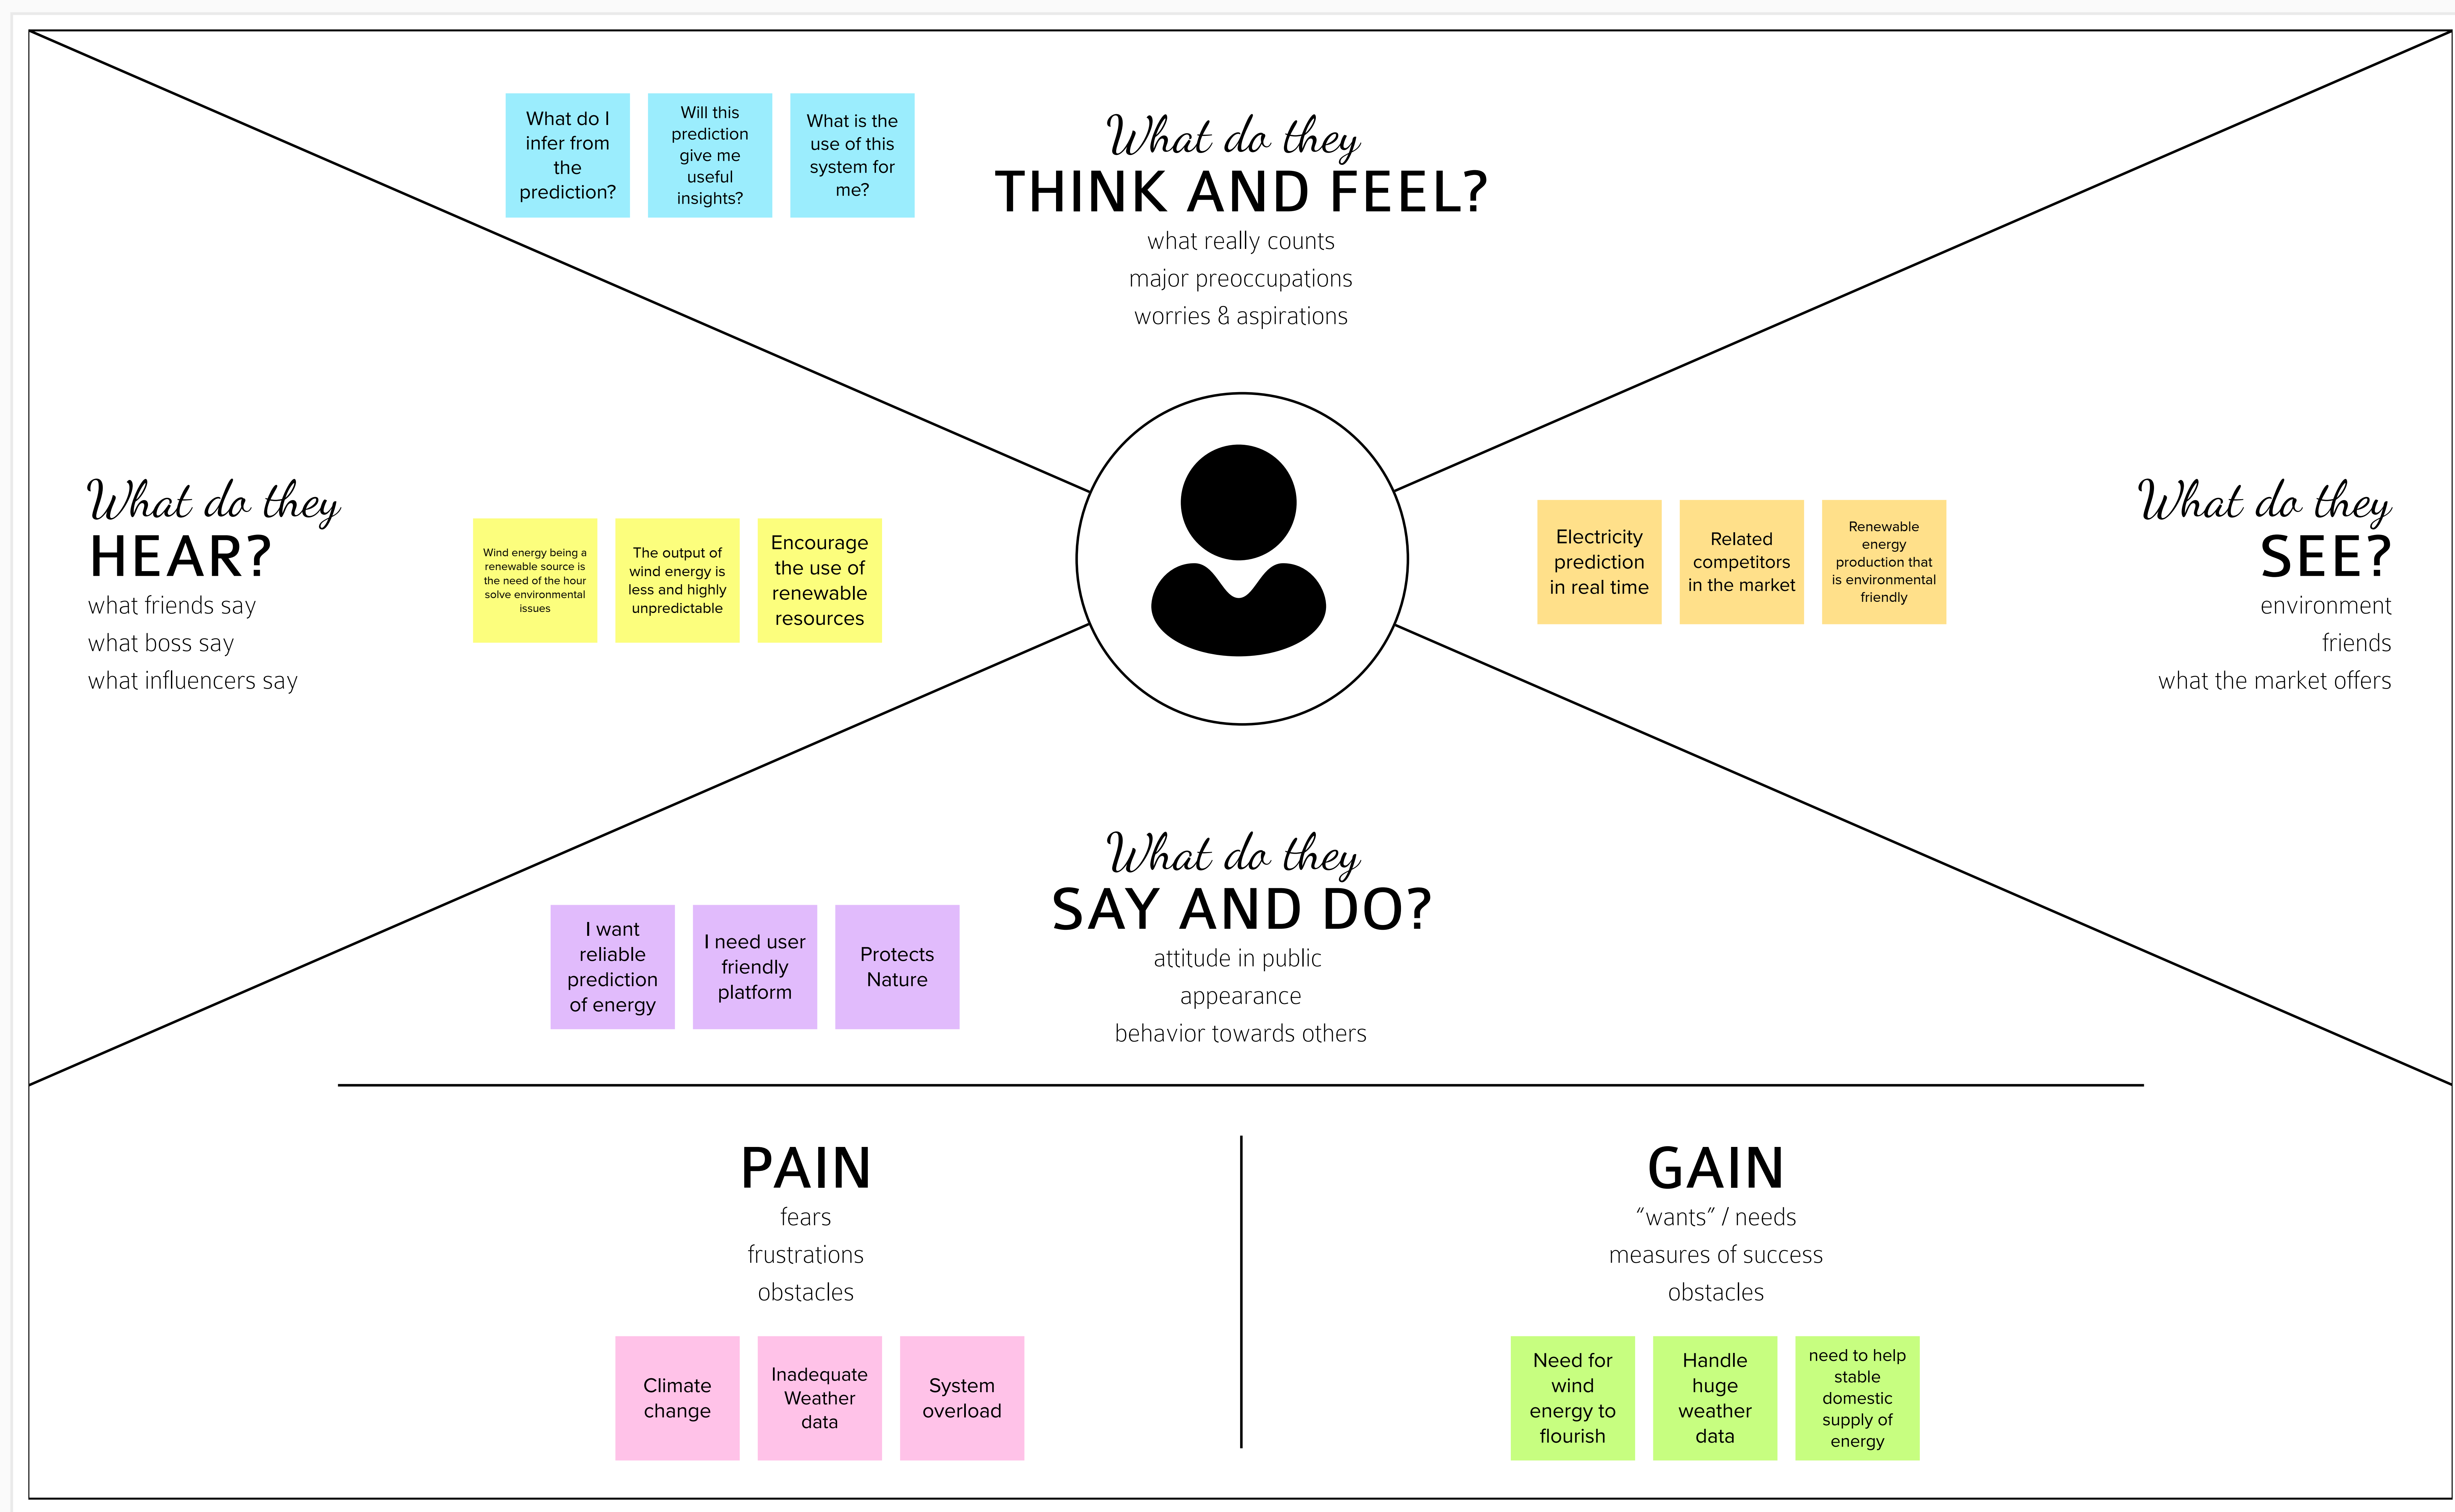 What do I
infer from
the
prediction?
Will this
prediction
give me
useful
insights?
What is the
use of this
system for
me?
What do they
THINK AND FEEL?
what really counts
major preoccupations
worries & aspirations
What do they
HEAR?
what friends say
what boss say
what influencers say
Wind energy being a
renewable source is
the need of the hour
solve environmental
issues
The output of
wind energy is
less and highly
unpredictable
Encourage
the use of
renewable
resources
Electricity
prediction
in real time
Related
competitors
in the market
Renewable
energy
production that
is environmental
friendly
What do they
SEE?
environment
friends
what the market offers
I want
reliable
prediction
of energy
I need user
friendly
platform
Protects
Nature
What do they
SAY AND DO?
attitude in public
appearance
behavior towards others
PAIN
fears
frustrations
obstacles
Climate
change
Inadequate
Weather
data
System
overload
GAIN
“wants” / needs
measures of success
obstacles
Need for
wind
energy to
flourish
Handle
huge
weather
data
need to help
stable
domestic
supply of
energy